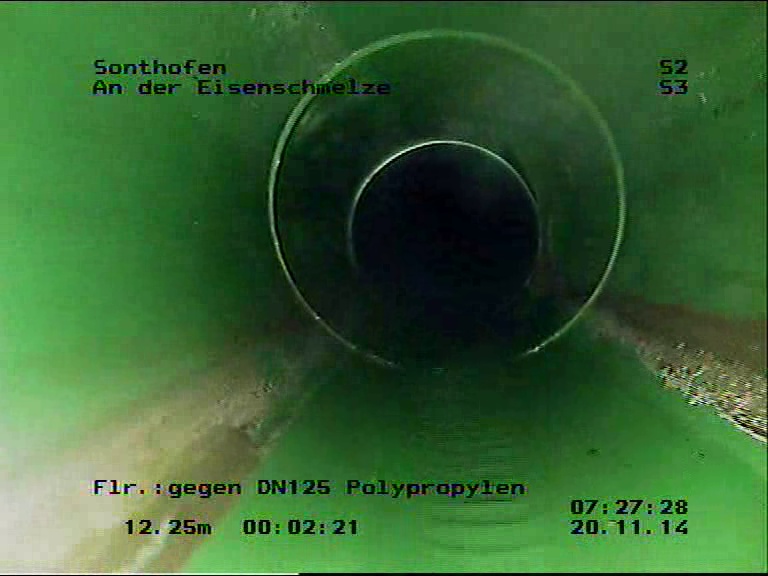 Sonthofen S2
An der Eisenschmelze S3
Flr.:gegen DN125 Polypropylen
07:27:28
12.25m 00:02:21 20.11.14